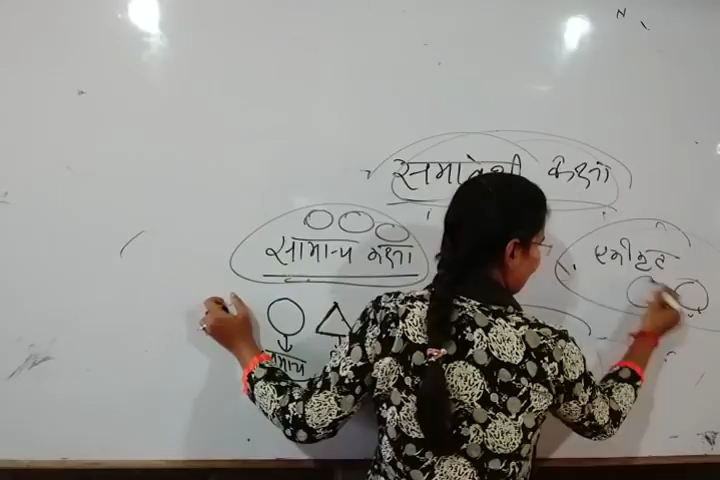 समावेशी कक्षा
सामान्य कक्षा
एकीकृत
सामान्य